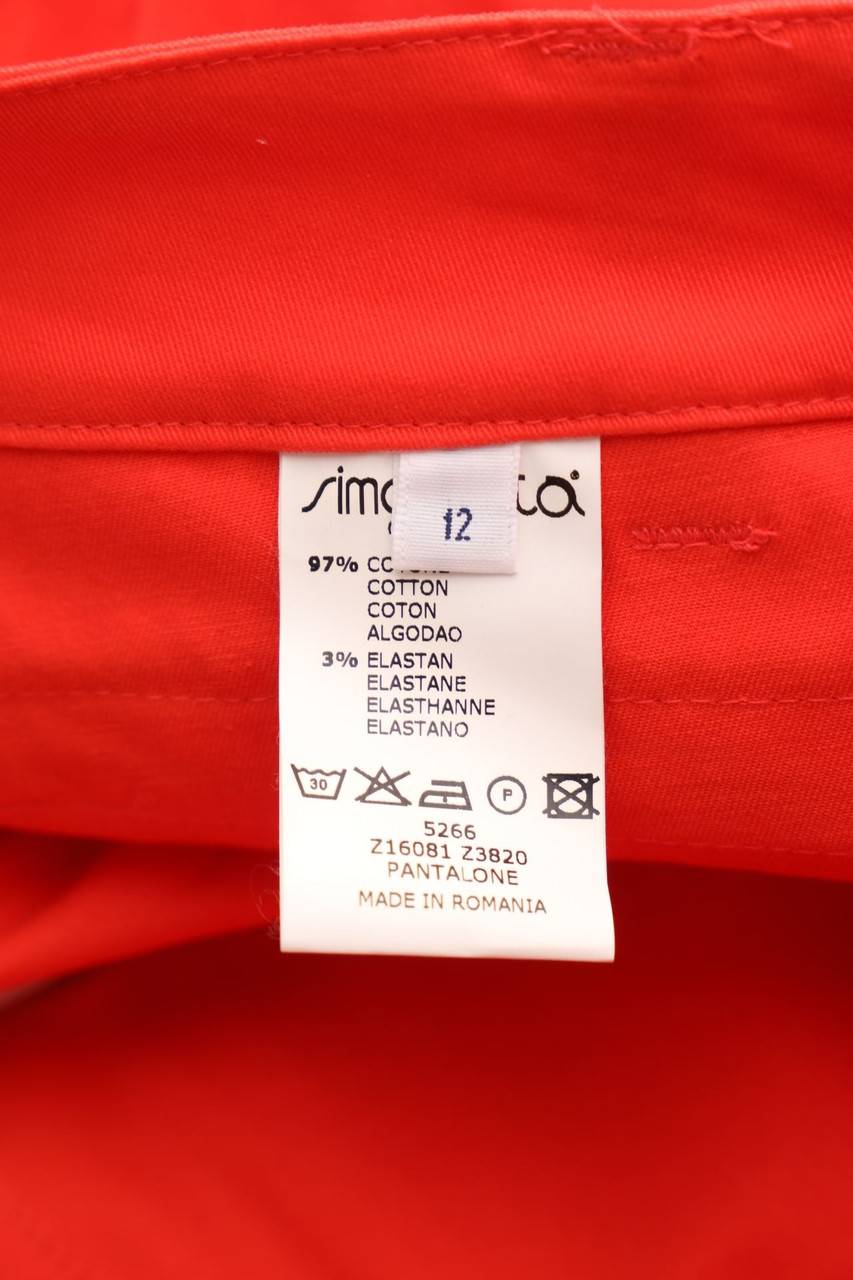 12
97%
COTTON
COTON
ALGODAO
3% ELASTAN
ELASTANE
ELASTHANNE
ELASTANO
30
P
5266
Z16081 Z3820
PANTALONE
MADE IN ROMANIA